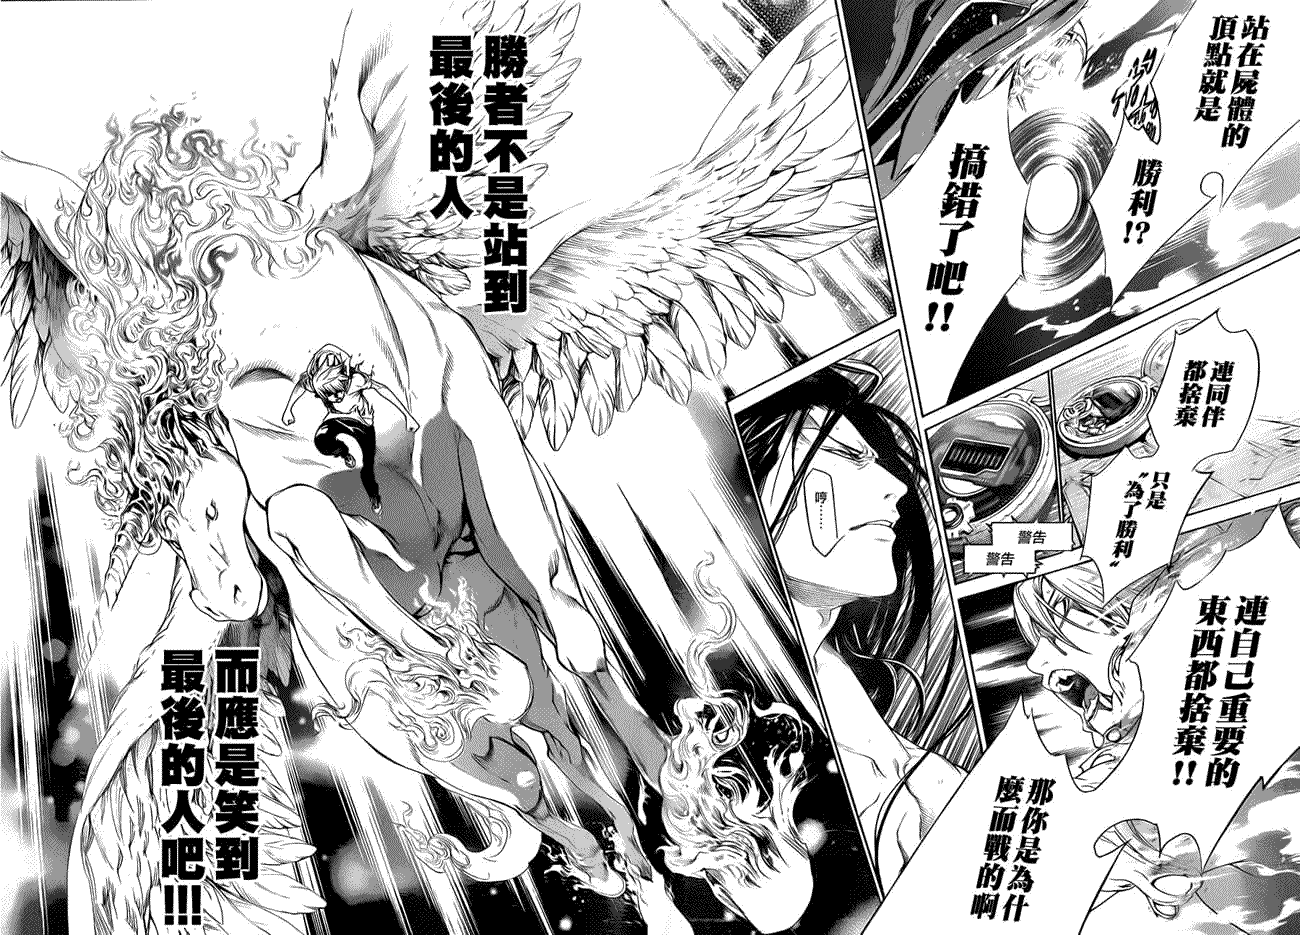 站在屍體的
頂點就是
勝利!?
搞錯了吧!!
連同伴
都捨棄
只是
〝為了勝利〞
警告
警告
連自己重要的
東西都捨棄!!
那你是為什
麼而戰的啊
哼……
勝者不是站到
最後的人
而應是笑到
最後的人吧!!!